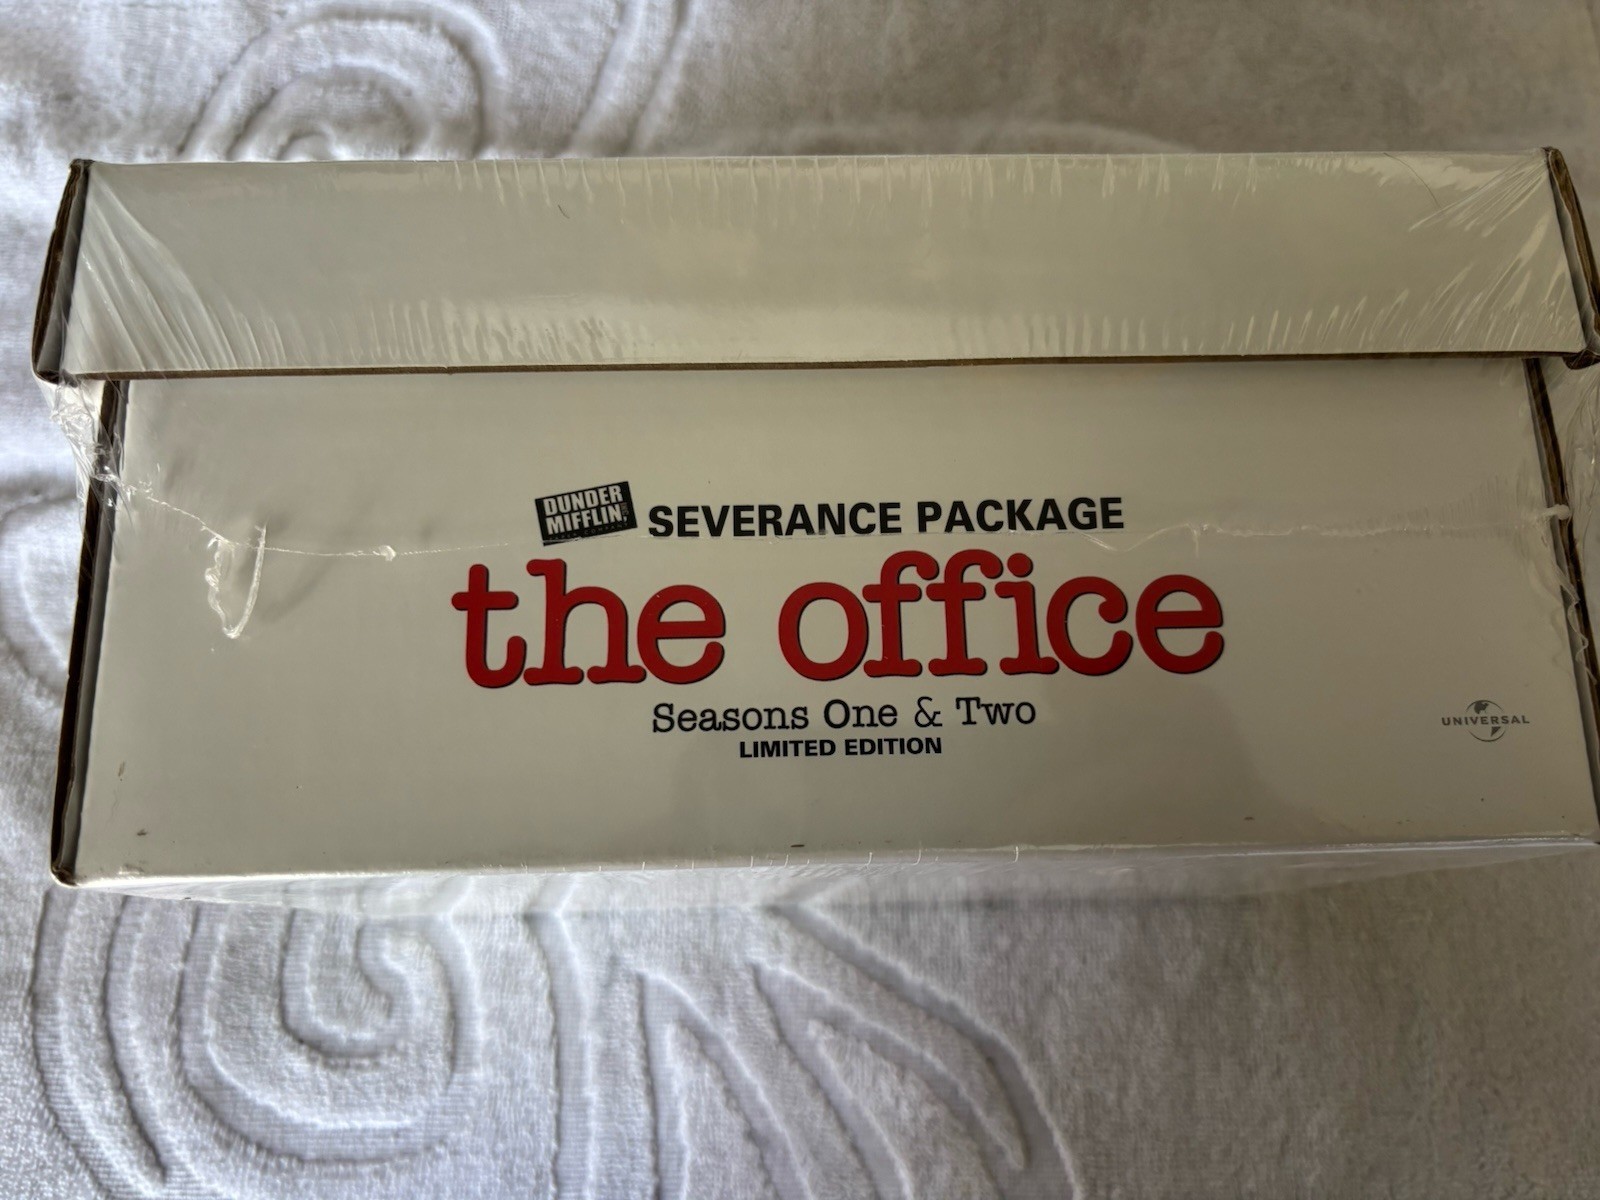 DUNDER
MIFFLIN
SEVERANCE PACKAGE
the office
Seasons One & Two
LIMITED EDITION
UNIVERSAL